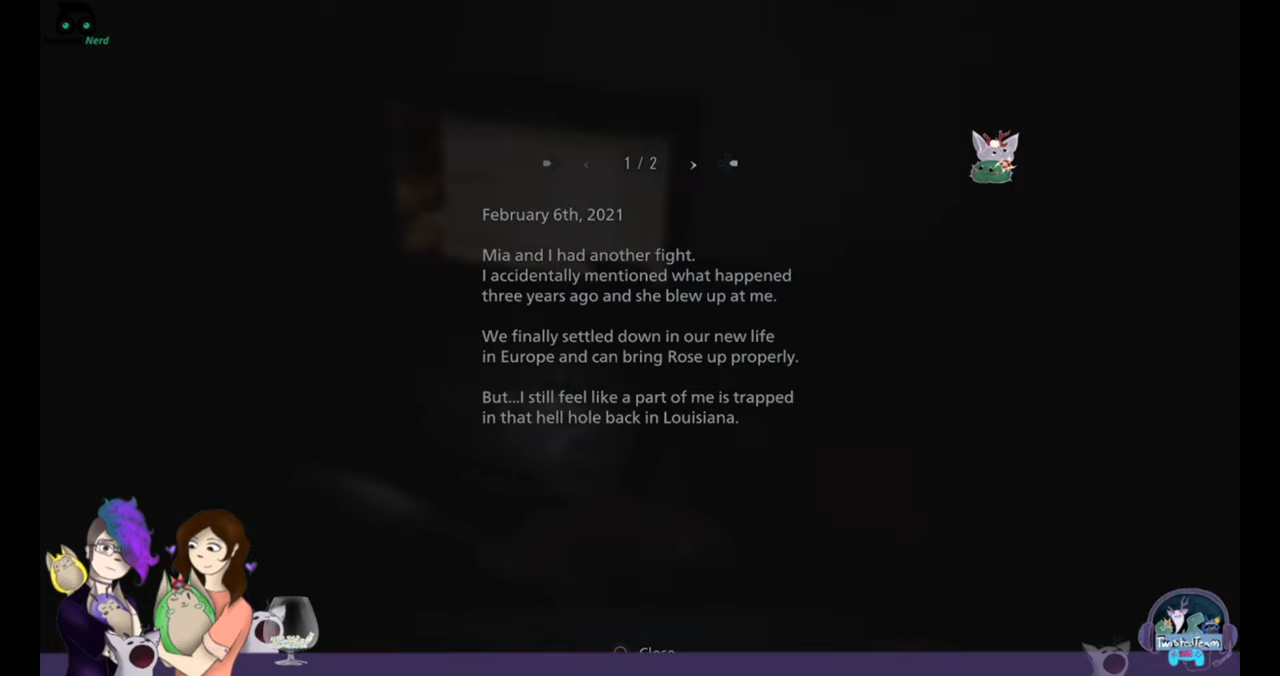 Nerd
1 / 2
February 6th, 2021
Mia and I had another fight.
I accidentally mentioned what happened
three years ago and she blew up at me.
We finally settled down in our new life
in Europe and can bring Rose up properly.
But...I still feel like a part of me is trapped
in that hell hole back in Louisiana.
Close
TwistedTeam